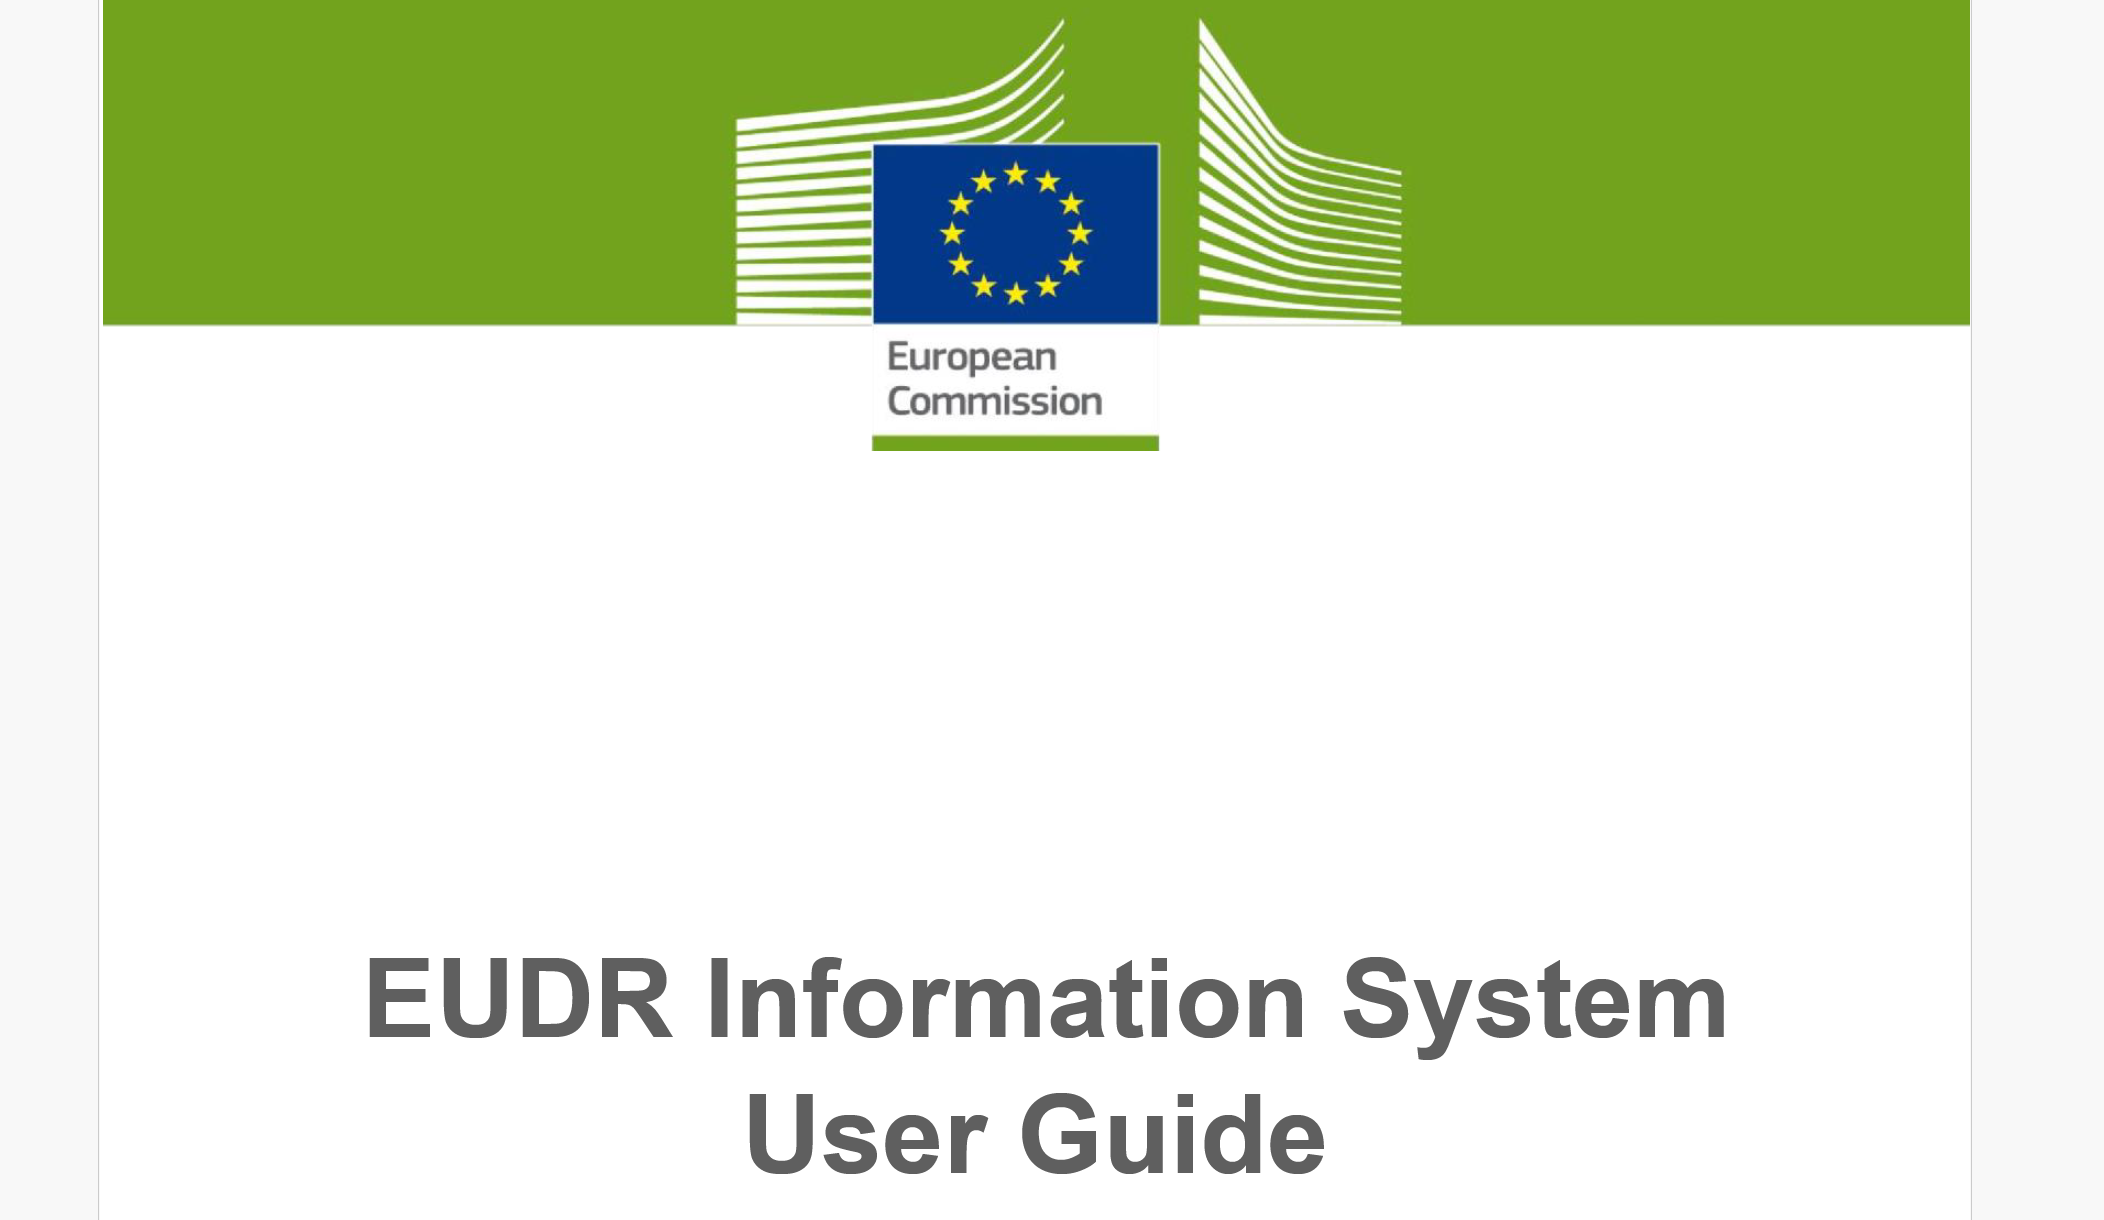 European
Commission
EUDR Information System
User Guide